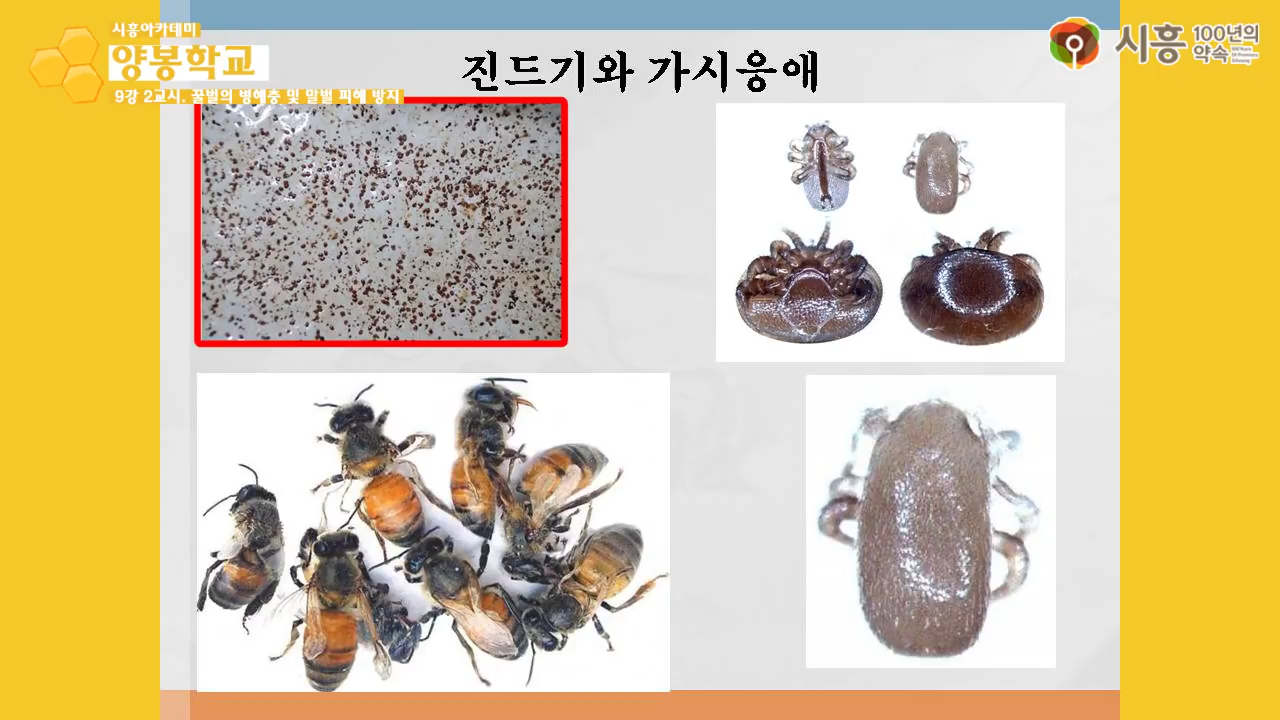 시흥아카데미
양봉학교
9강 2교시. 꿀벌의 병해충 및 말벌 피해 방지
진드기와 가시응애
시흥 100년의
약속